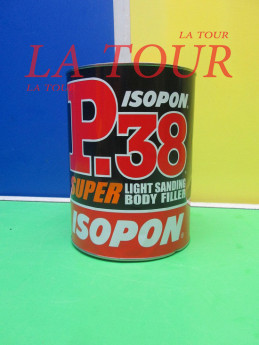 LA TOUR
LA TOUR
LA TOUR
ISOPON.
P.38
SUPER LIGHT SANDING
BODY FILLER
ISOPON.